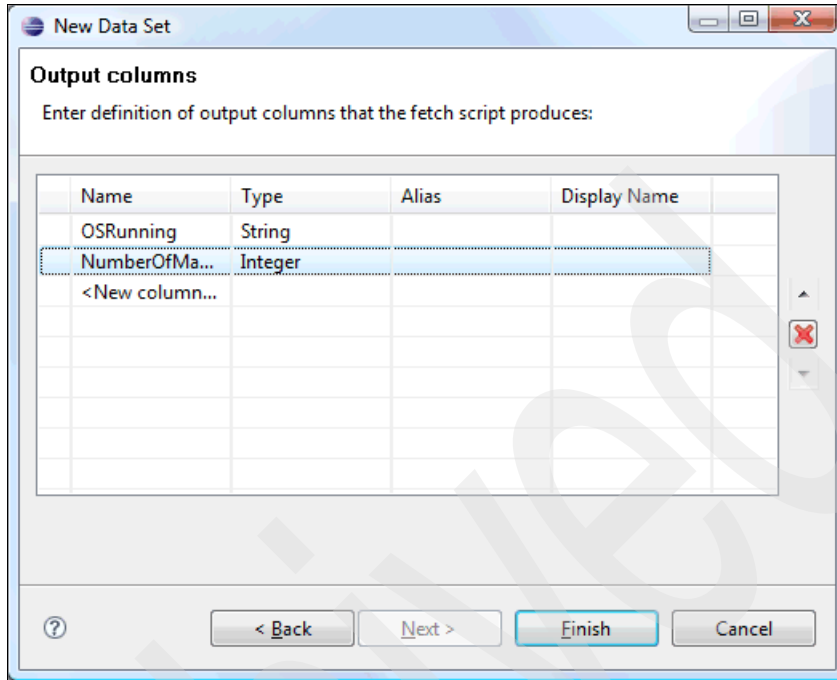 New Data Set
Output columns
Enter definition of output columns that the fetch script produces:
Name Type Alias Display Name
OSRunning String
NumberOfMa... Integer
<New column...
? < Back Next > Finish Cancel